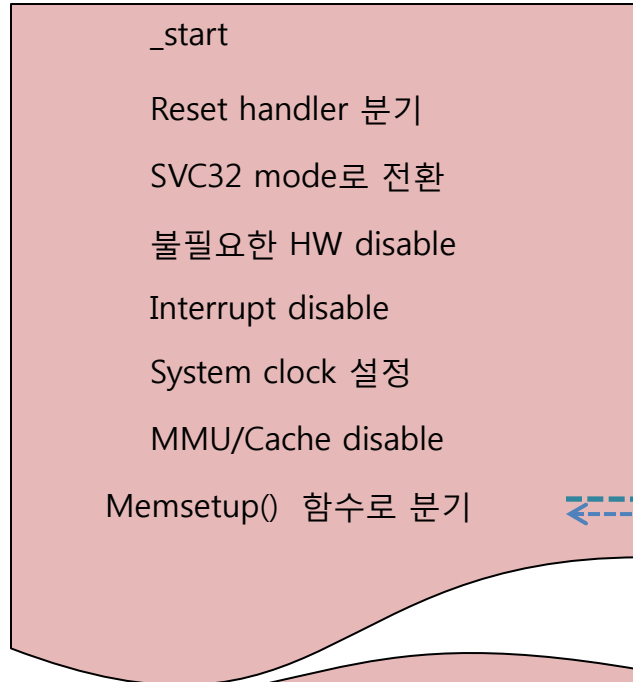 _start
Reset handler 분기
SVC32 mode로 전환
불필요한 HW disable
Interrupt disable
System clock 설정
MMU/Cache disable
Memsetup() 함수로 분기